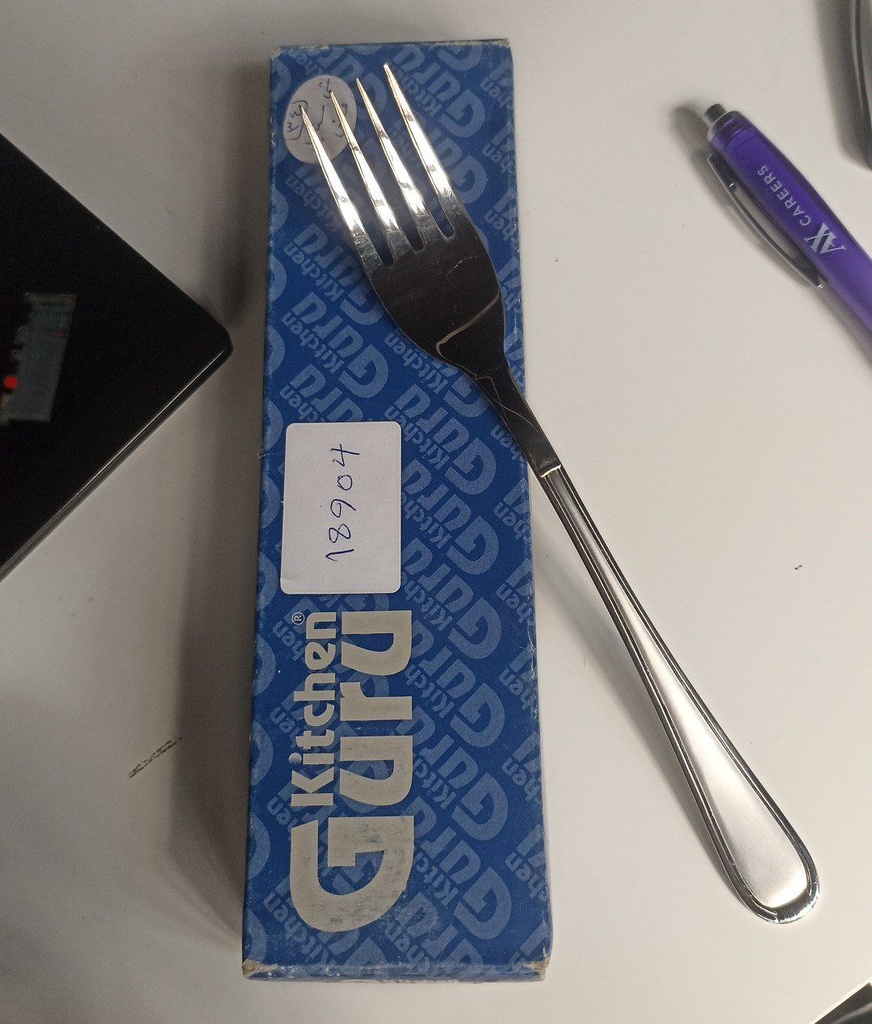 18904
Kitchen®
Guru
AX CAREERS